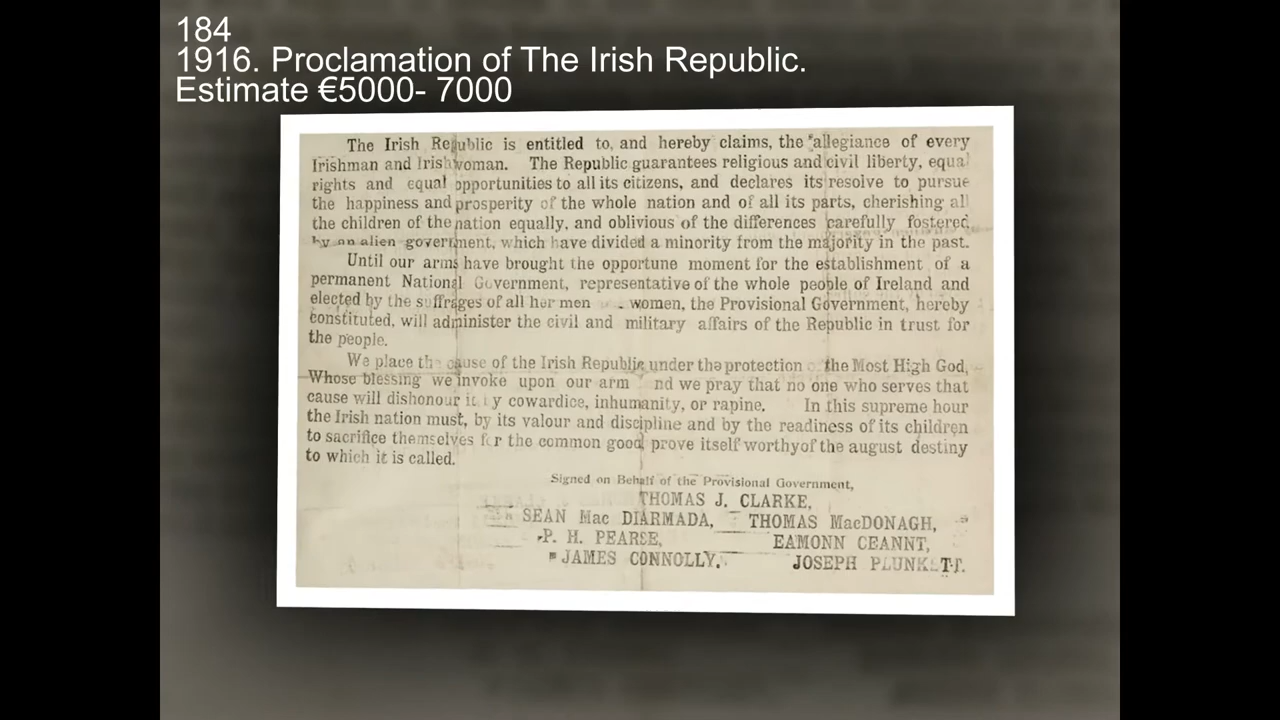 184
1916. Proclamation of The Irish Republic.
Estimate €5000- 7000
The Irish Republic is entitled to, and hereby claims, the allegiance of every
Irishman and Irishwoman. The Republic guarantees religious and civil liberty, equal
rights and equal opportunities to all its citizens, and declares its resolve to pursue
the happiness and prosperity of the whole nation and of all its parts, cherishing all
the children of the nation equally, and oblivious of the differences carefully fostered
by an alien government, which have divided a minority from the majority in the past.
Until our arms have brought the opportune moment for the establishment of a
permanent National Government, representative of the whole people of Ireland and
elected by the suffrages of all her men women, the Provisional Government, hereby
constituted, will administer the civil and military affairs of the Republic in trust for
the people.
We place the cause of the Irish Republic under the protection of the Most High God,
Whose blessing we invoke upon our arm nd we pray that no one who serves that
cause will dishonour it y cowardice, inhumanity, or rapine. In this supreme hour
the Irish nation must, by its valour and discipline and by the readiness of its children
to sacrifice themselves for the common good, prove itself worthy of the august destiny
to which it is called.
Signed on Behalf of the Provisional Government,
THOMAS J. CLARKE,
SEAN Mac DIARMADA, THOMAS MacDONAGH,
P. H. PEARSE, EAMONN CEANNT,
JAMES CONNOLLY. JOSEPH PLUNKETT.